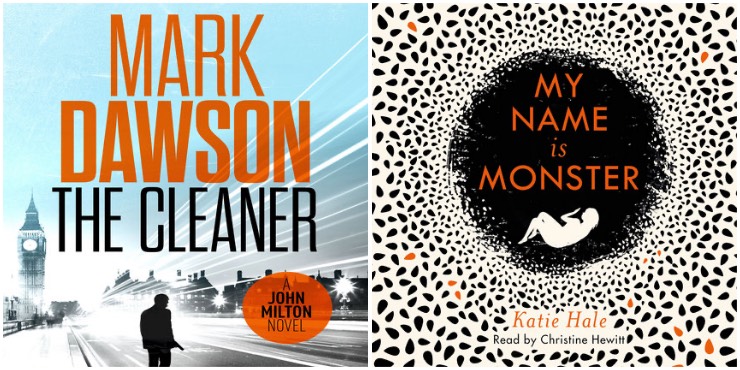 MARK
DAWSON
THE CLEANER
A
JOHN
MILTON
NOVEL
MY
NAME
is
MONSTER
Katie Hale
Read by Christine Hewitt